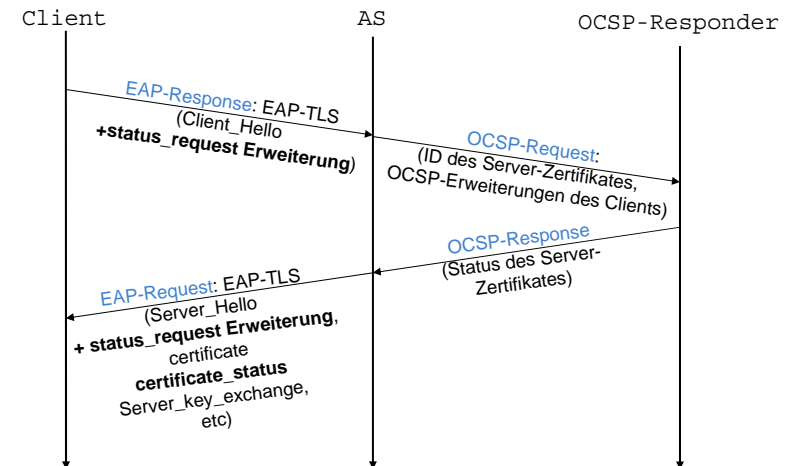 Client
AS
OCSP-Responder
EAP-Response: EAP-TLS
(Client_Hello
+status_request Erweiterung)
OCSP-Request:
(ID des Server-Zertifikates,
OCSP-Erweiterungen des Clients)
OCSP-Response
(Status des Server-
Zertifikates)
EAP-Request: EAP-TLS
(Server_Hello
+ status_request Erweiterung,
certificate
certificate_status
Server_key_exchange,
etc)